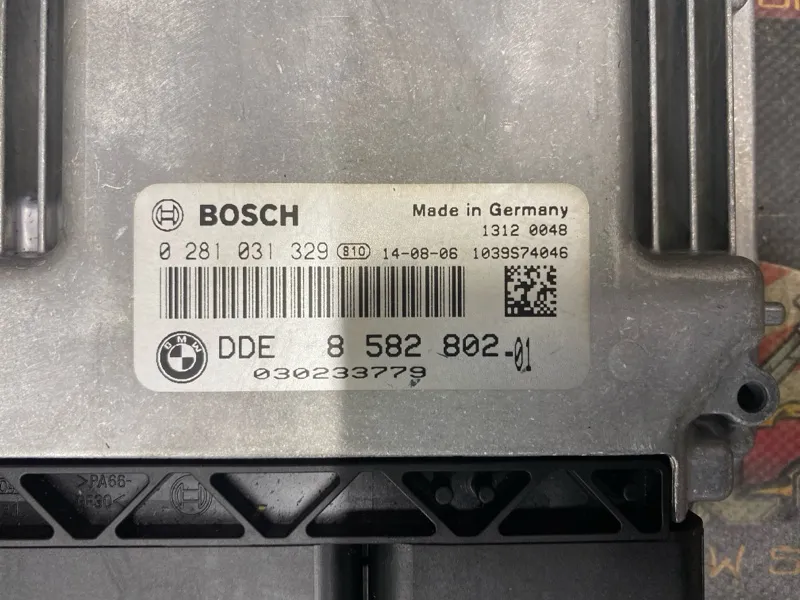 BOSCH
Made in Germany
1312 0048
0 281 031 329 B10 14-08-06 1039S74046
BMW DDE 8 582 802-01
030233779
>PA66-
GF30<